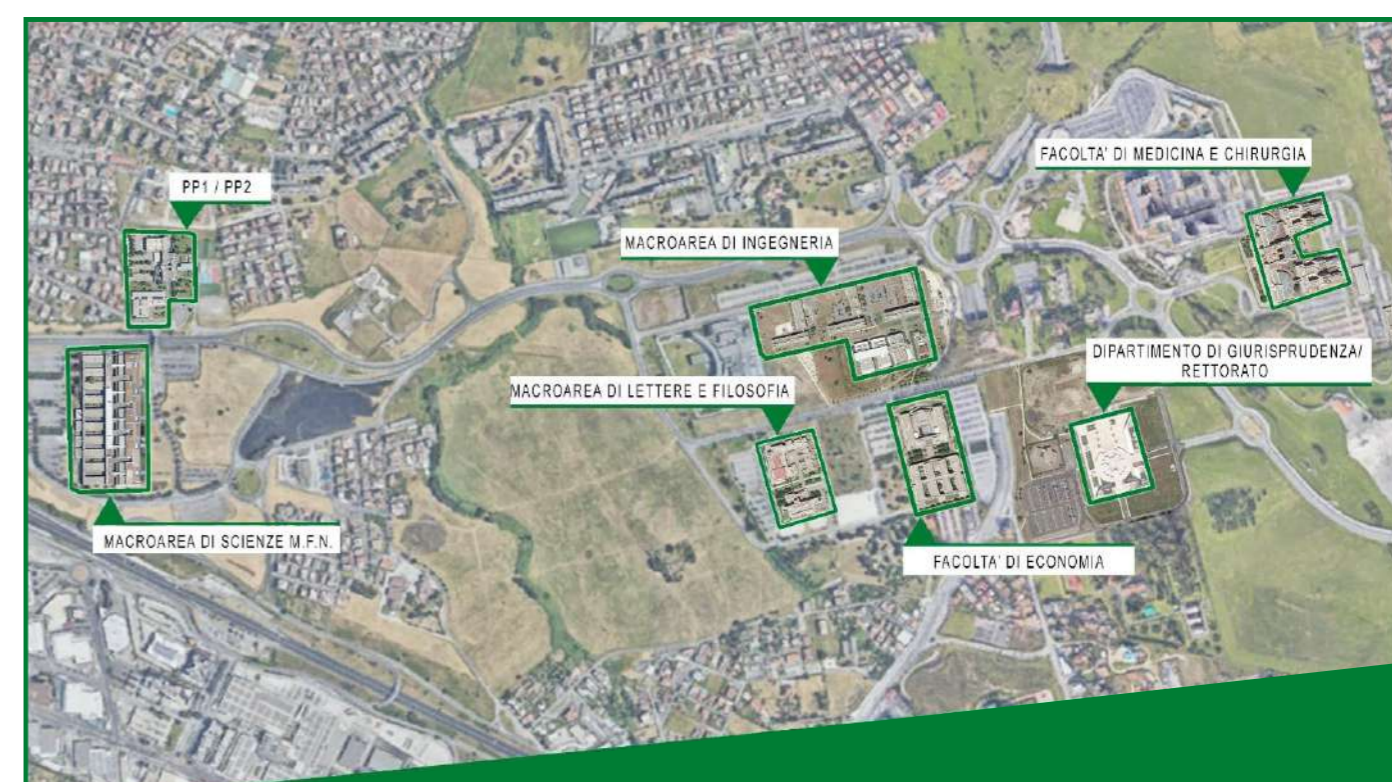 FACOLTA' DI MEDICINA E CHIRURGIA
PP1 / PP2
MACROAREA DI INGEGNERIA
DIPARTIMENTO DI GIURISPRUDENZA/
RETTORATO
MACROAREA DI LETTERE E FILOSOFIA
MACROAREA DI SCIENZE M.F.N.
FACOLTA' DI ECONOMIA